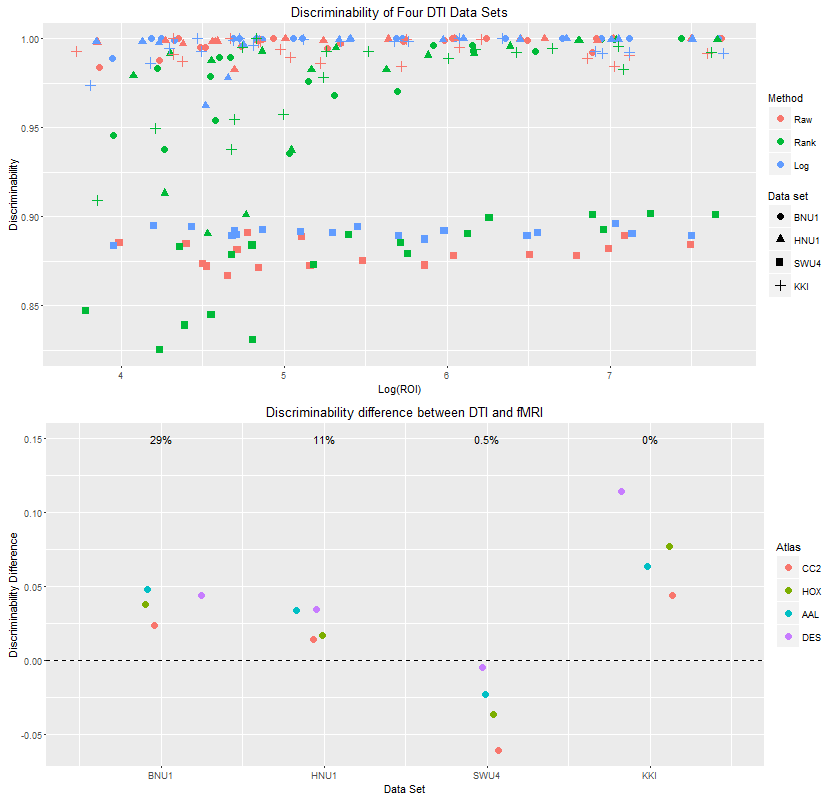 Discriminability of Four DTI Data Sets
Discriminability
1.00
0.95
0.90
0.85
4
5
6
7
Log(ROI)
Method
Raw
Rank
Log
Data set
BNU1
HNU1
SWU4
KKI
Discriminability difference between DTI and fMRI
Discriminability Difference
0.15
0.10
0.05
0.00
-0.05
29%
11%
0.5%
0%
BNU1
HNU1
SWU4
KKI
Data Set
Atlas
CC2
HOX
AAL
DES